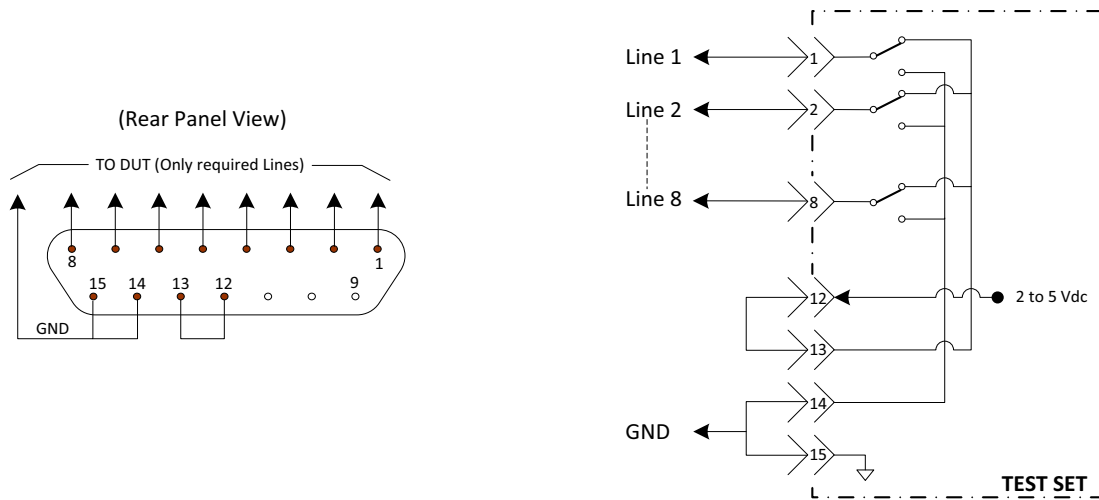 (Rear Panel View)
TO DUT (Only required Lines)
8
1
15
14
13
12
9
GND
Line 1
1
Line 2
2
Line 8
8
12
2 to 5 Vdc
13
14
GND
15
TEST SET